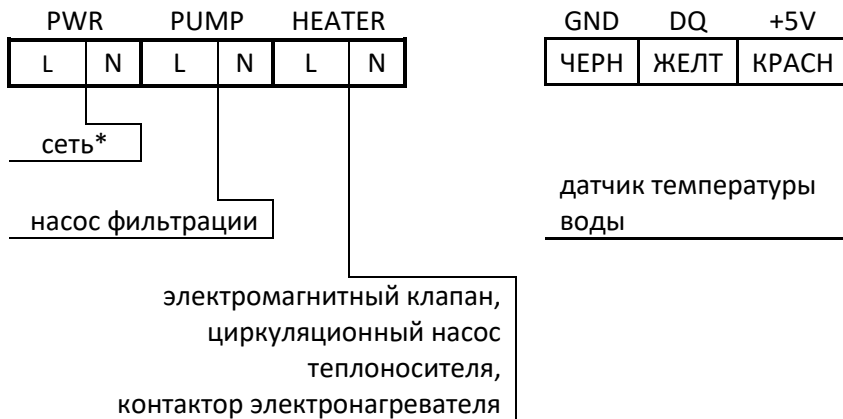 PWR PUMP HEATER GND DQ +5V
L N L N L N ЧЕРН ЖЕЛТ КРАСН
сеть*
насос фильтрации
датчик температуры
воды
электромагнитный клапан,
циркуляционный насос
теплоносителя,
контактор электронагревателя